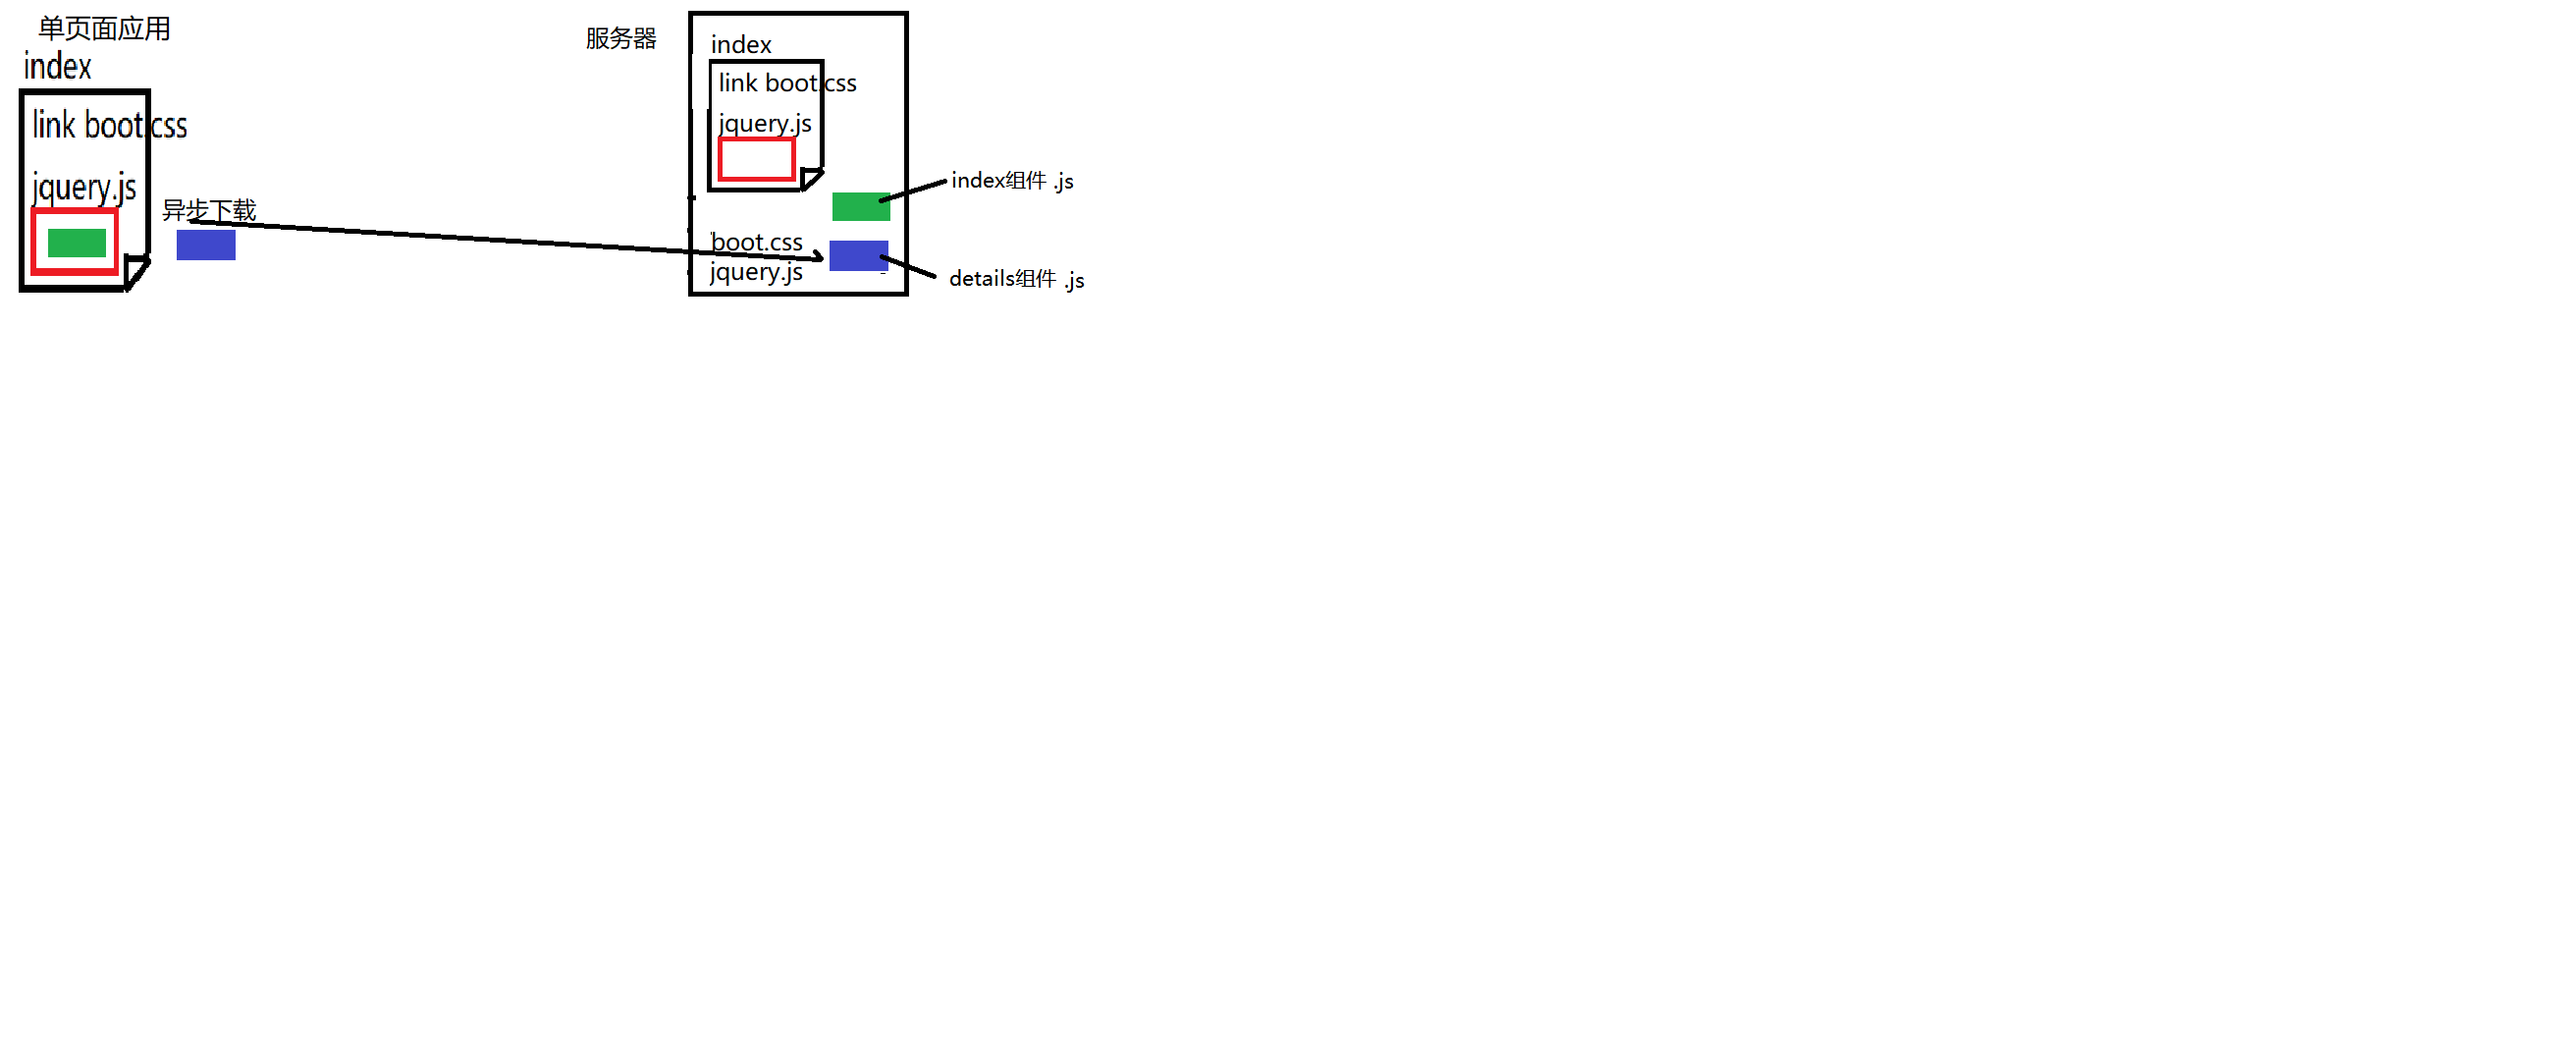 单页面应用
index
link boot.css
jquery.js
异步下载
服务器
index
link boot.css
jquery.js
index组件 .js
boot.css
jquery.js
details组件 .js